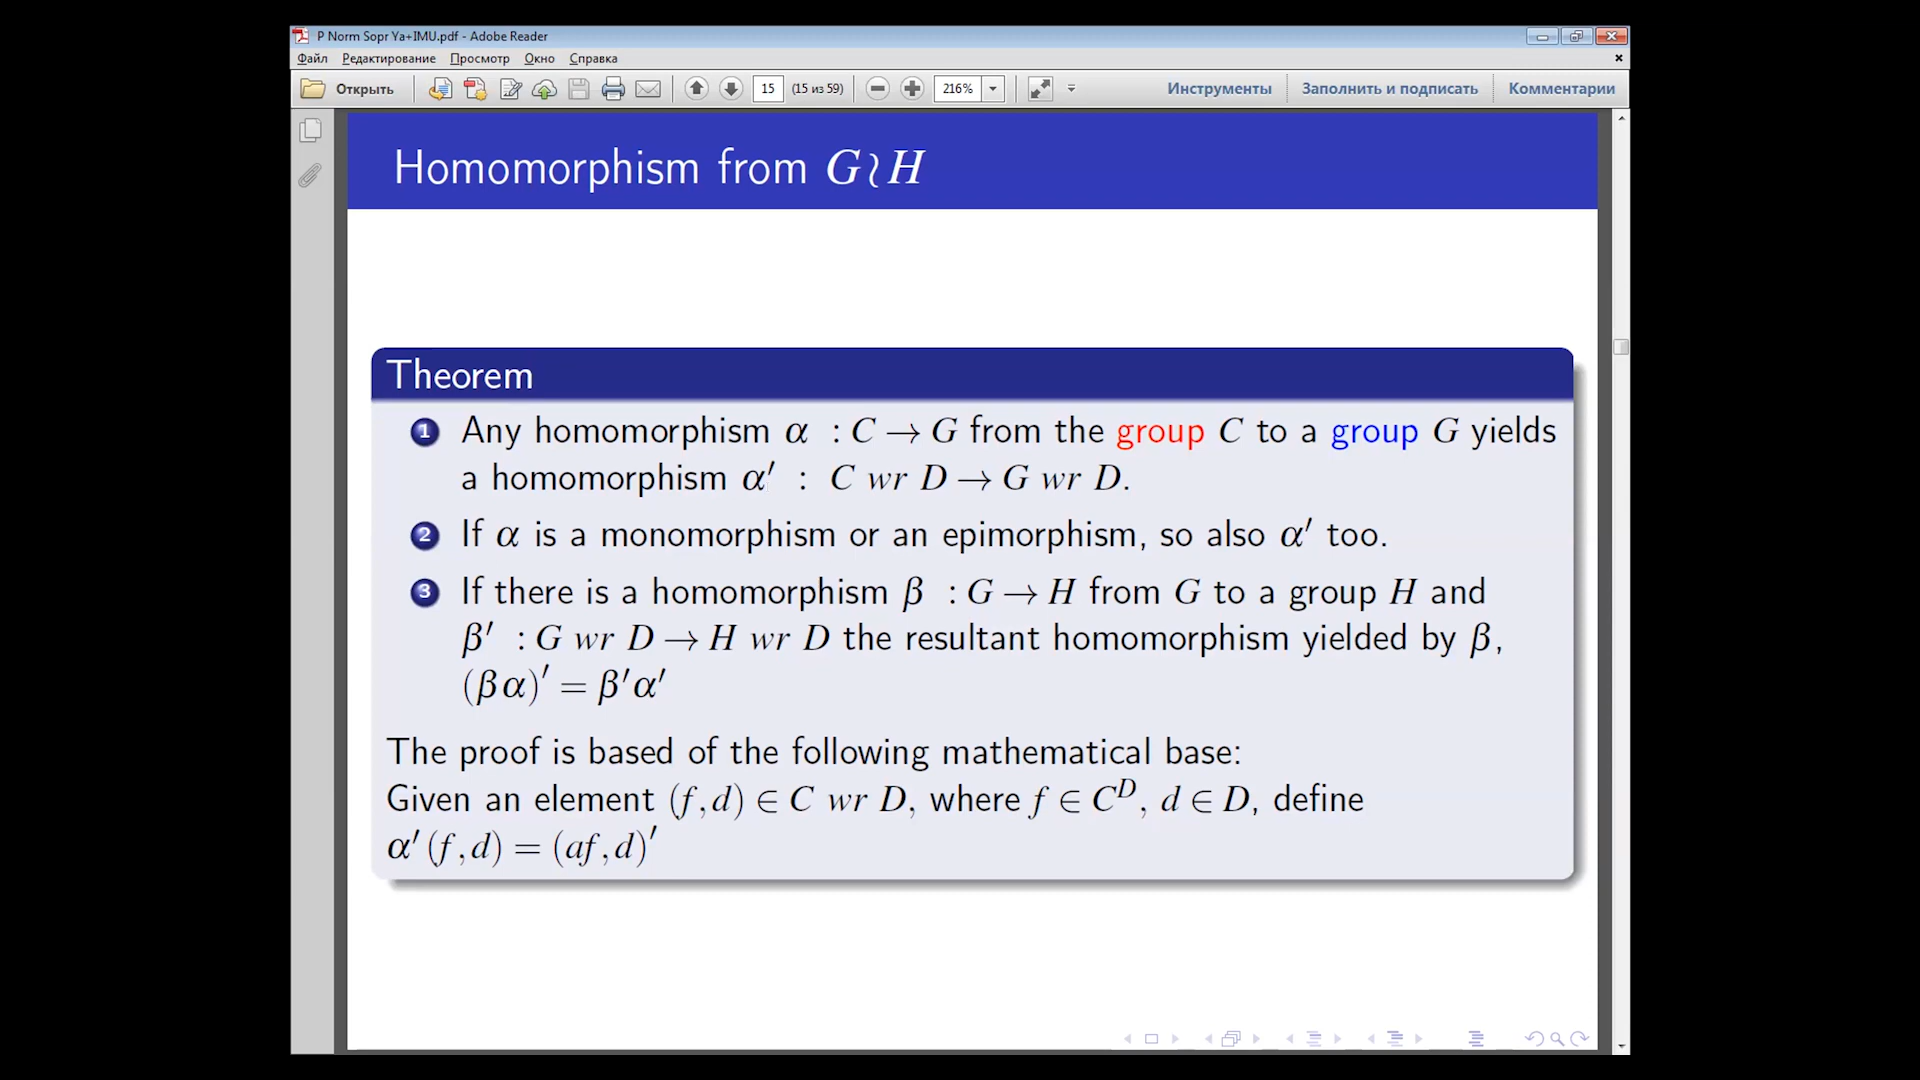 P Norm Sopr Ya+IMU.pdf - Adobe Reader
Файл Редактирование Просмотр Окно Справка
Открыть 15 (15 из 59) 216% Инструменты Заполнить и подписать Комментарии
Homomorphism from G ≀ H
Theorem
1 Any homomorphism α : C → G from the group C to a group G yields
a homomorphism α′ : C wr D → G wr D.
2 If α is a monomorphism or an epimorphism, so also α′ too.
3 If there is a homomorphism β : G → H from G to a group H and
β′ : G wr D → H wr D the resultant homomorphism yielded by β,
(βα)′ = β′α′
The proof is based of the following mathematical base:
Given an element (f,d) ∈ C wr D, where f ∈ C^D, d ∈ D, define
α′(f,d) = (af,d)′